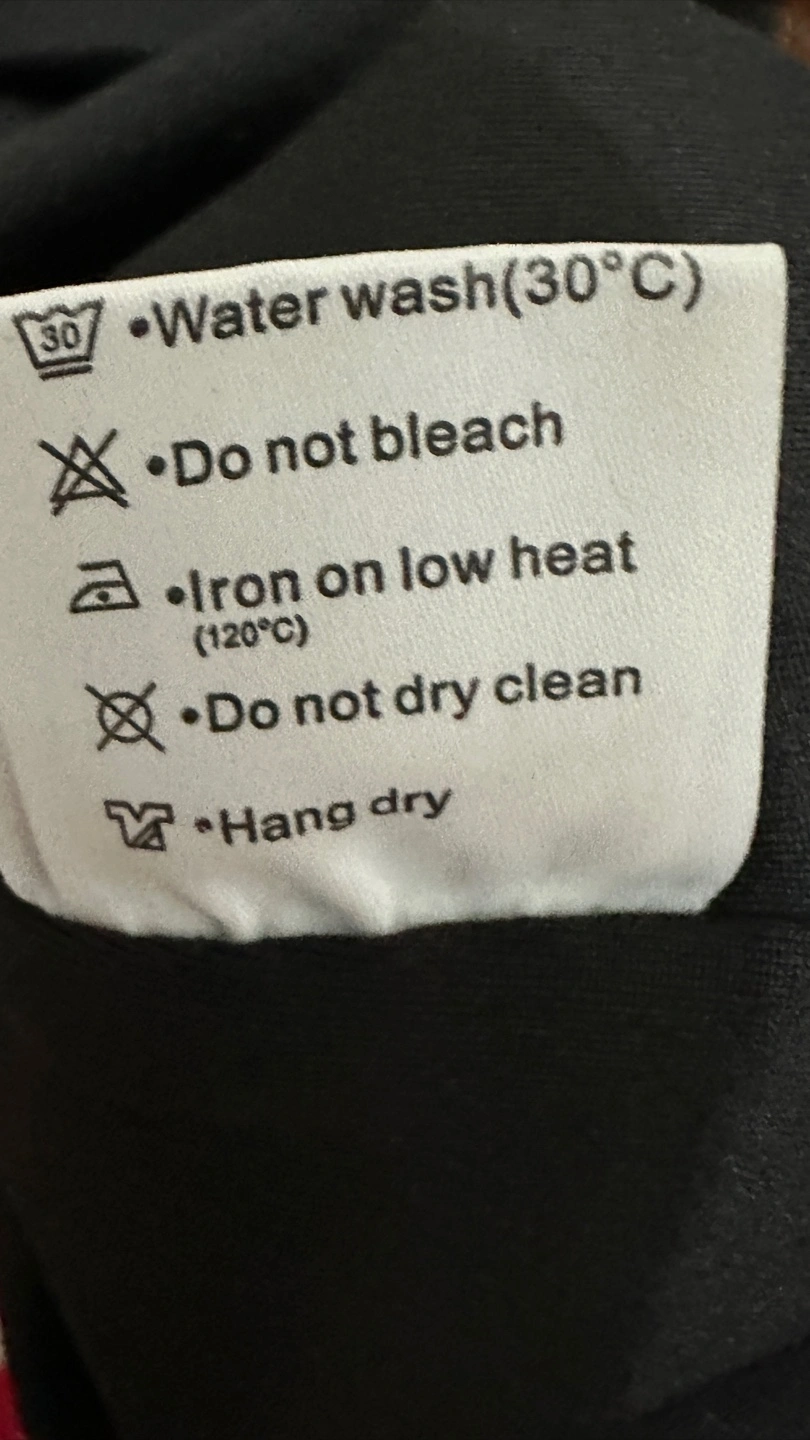 30 •Water wash(30°C)
•Do not bleach
•Iron on low heat
(120°C)
•Do not dry clean
•Hang dry